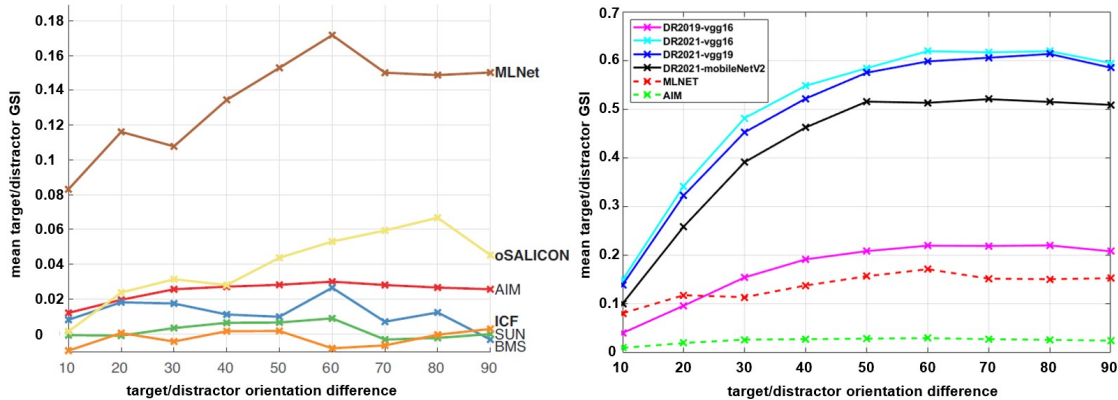 mean target/distractor GSI
0.18
0.16
0.14
0.12
0.1
0.08
0.06
0.04
0.02
0
10 20 30 40 50 60 70 80 90
target/distractor orientation difference
MLNet
oSALICON
AIM
ICF
SUN
BMS
mean target/distractor GSI
0.7
0.6
0.5
0.4
0.3
0.2
0.1
0
10 20 30 40 50 60 70 80 90
target/distractor orientation difference
DR2019-vgg16
DR2021-vgg16
DR2021-vgg19
DR2021-mobileNetV2
MLNET
AIM